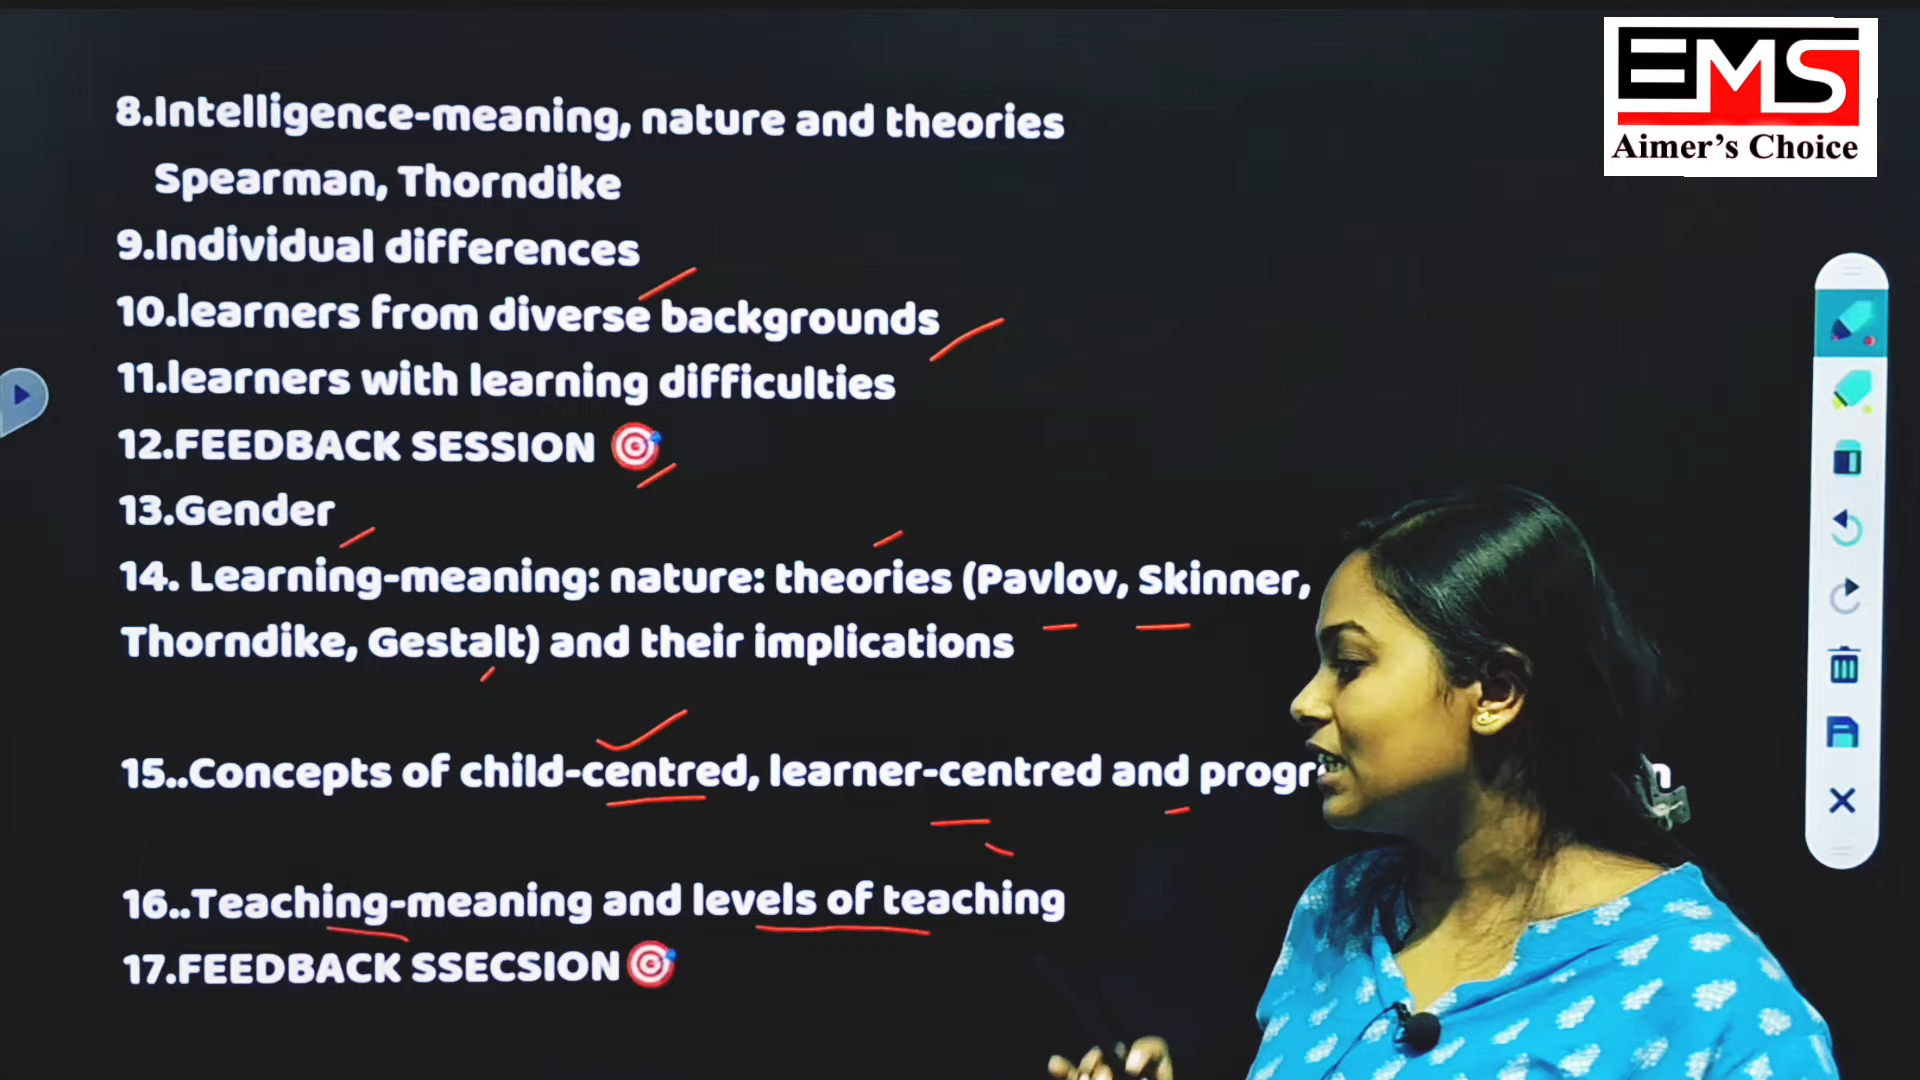 EMS
Aimer's Choice
8.Intelligence-meaning, nature and theories
Spearman, Thorndike
9.Individual differences
10.learners from diverse backgrounds
11.learners with learning difficulties
12.FEEDBACK SESSION
13.Gender
14. Learning-meaning: nature: theories (Pavlov, Skinner,
Thorndike, Gestalt) and their implications
15..Concepts of child-centred, learner-centred and
16..Teaching-meaning and levels of teaching
17.FEEDBACK SSECSION